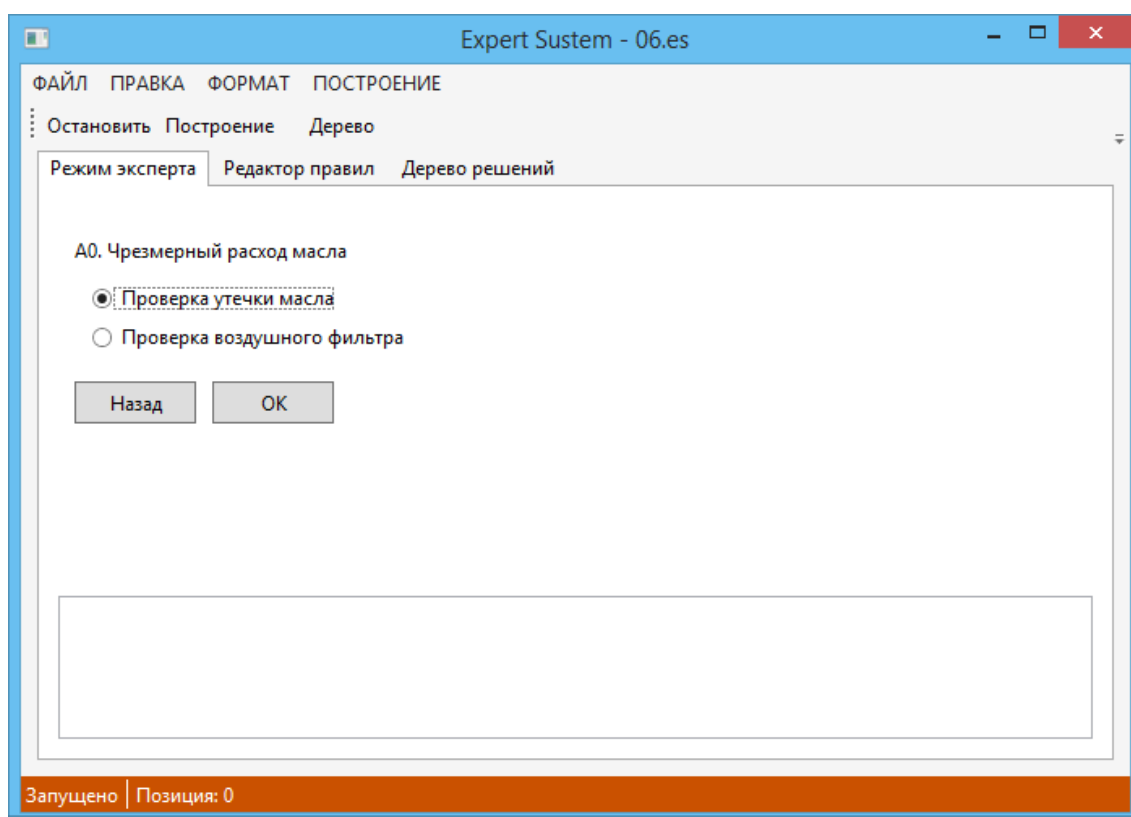 Expert Sustem - 06.es
ФАЙЛ ПРАВКА ФОРМАТ ПОСТРОЕНИЕ
Остановить Построение Дерево
Режим эксперта Редактор правил Дерево решений
А0. Чрезмерный расход масла
Проверка утечки масла
Проверка воздушного фильтра
Назад ОК
Запущено Позиция: 0